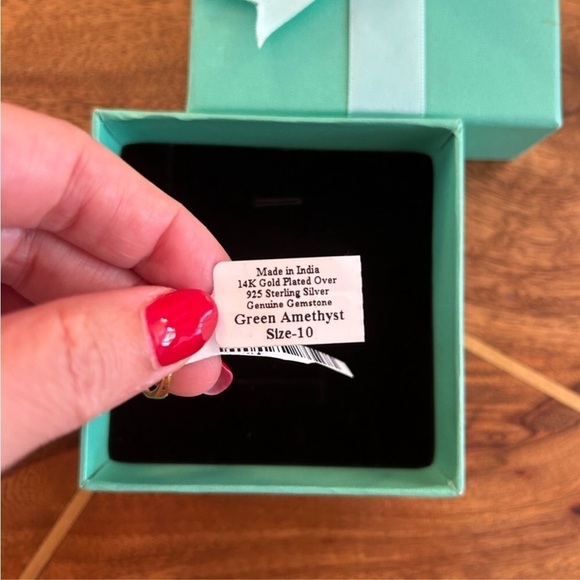 Made in India
14K Gold Plated Over
925 Sterling Silver
Genuine Gemstone
Green Amethyst
Size-10